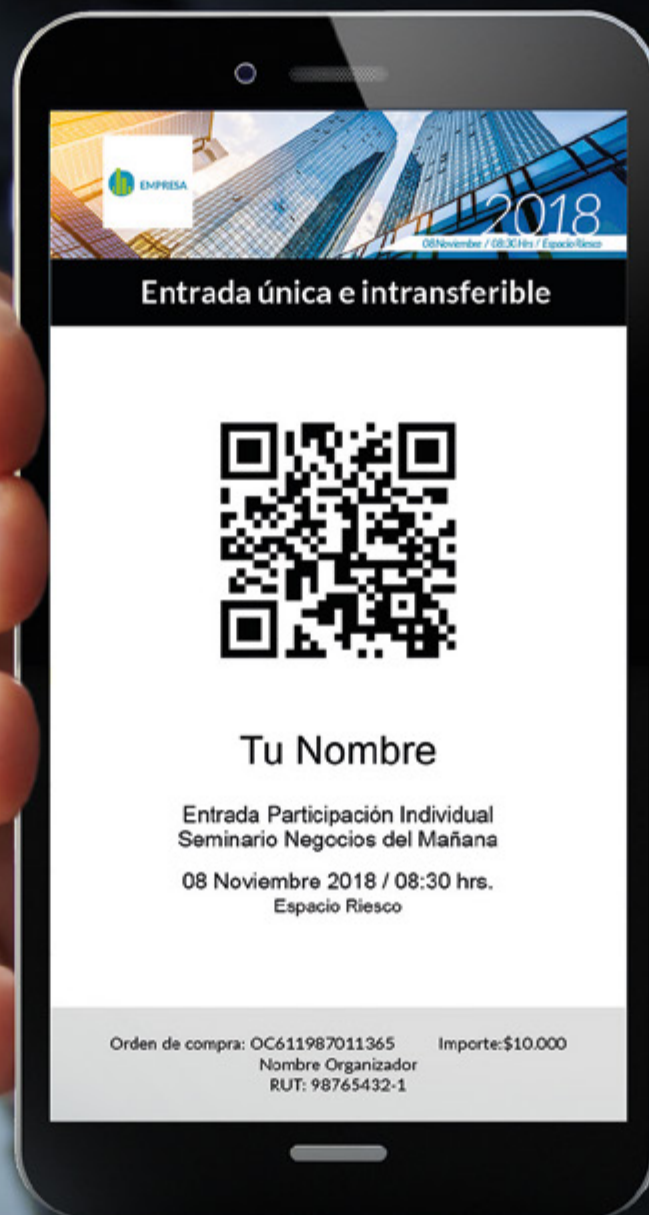 EMPRESA
2018
08 Noviembre / 08:30 Hrs / Espacio Riesco
Entrada única e intransferible
Tu Nombre
Entrada Participación Individual
Seminario Negocios del Mañana
08 Noviembre 2018 / 08:30 hrs.
Espacio Riesco
Orden de compra: OC611987011365 Importe:$10.000
Nombre Organizador
RUT: 98765432-1